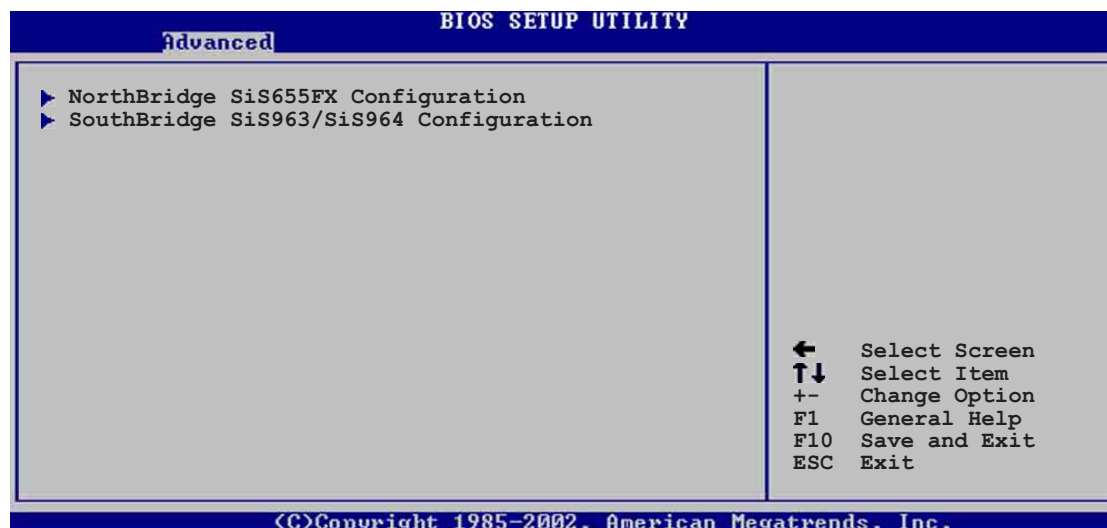 BIOS SETUP UTILITY
Advanced
NorthBridge SiS655FX Configuration
SouthBridge SiS963/SiS964 Configuration
← Select Screen
↑↓ Select Item
+- Change Option
F1 General Help
F10 Save and Exit
ESC Exit
(C)Copyright 1985-2002, American Megatrends, Inc.